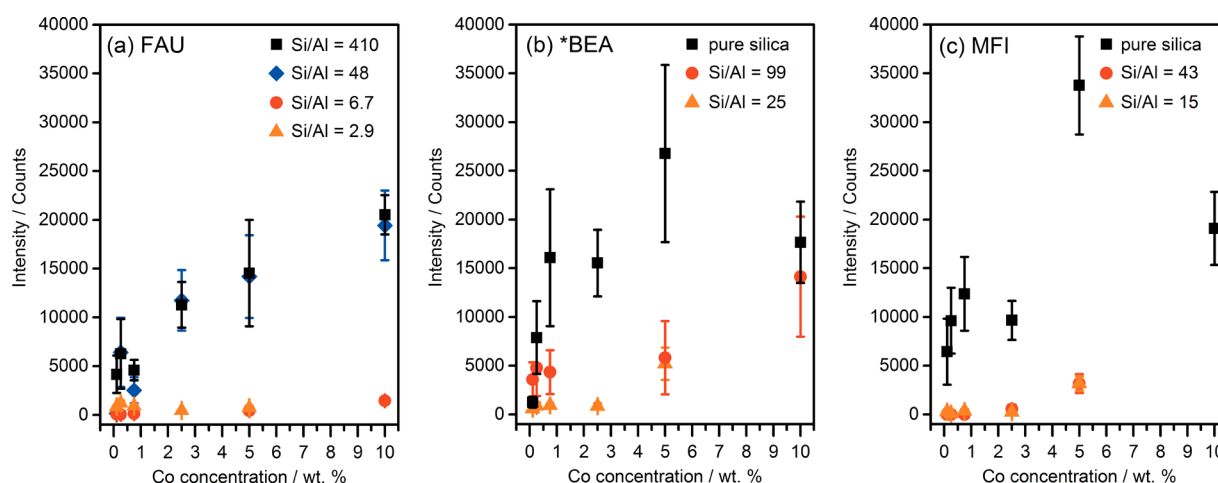 (a) FAU
Si/Al = 410
Si/Al = 48
Si/Al = 6.7
Si/Al = 2.9
40000
35000
30000
25000
20000
15000
10000
5000
0
Intensity / Counts
0 1 2 3 4 5 6 7 8 9 10
Co concentration / wt. %
(b) *BEA
pure silica
Si/Al = 99
Si/Al = 25
40000
35000
30000
25000
20000
15000
10000
5000
0
Intensity / Counts
0 1 2 3 4 5 6 7 8 9 10
Co concentration / wt. %
(c) MFI
pure silica
Si/Al = 43
Si/Al = 15
40000
35000
30000
25000
20000
15000
10000
5000
0
Intensity / Counts
0 1 2 3 4 5 6 7 8 9 10
Co concentration / wt. %